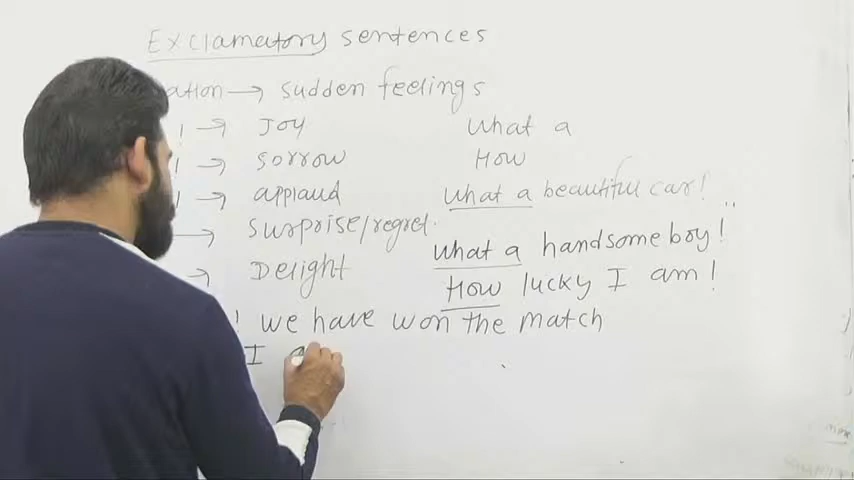 Exclamatory sentences
ation → sudden feelings
! → Joy
What a
! → sorrow
How
! → applaud
What a beautiful car! ..
→ surprise/regret.
What a handsome boy!
→ Delight
How lucky I am!
! we have won the match
I a